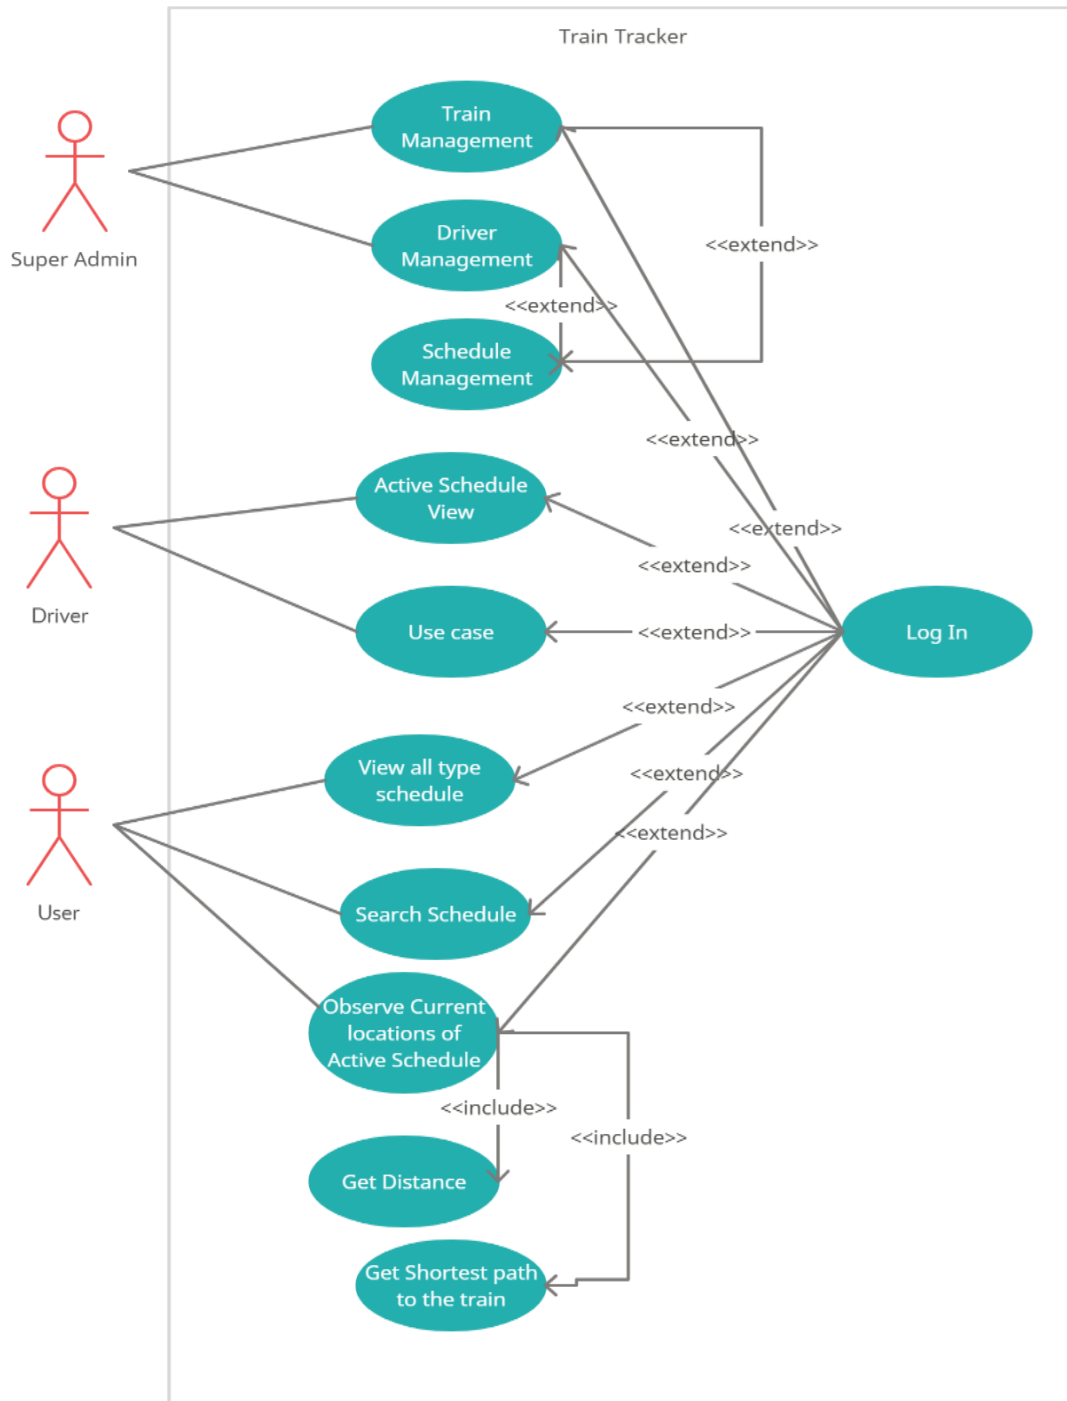 Train Tracker
Train
Management
Super Admin
Driver
Management
<<extend>>
<<extend>>
Schedule
Management
<<extend>>
Active Schedule
View
<<extend>>
<<extend>>
Driver
Use case
<<extend>>
Log In
<<extend>>
View all type
schedule
<<extend>>
<<extend>>
User
Search Schedule
Observe Current
locations of
Active Schedule
<<include>>
<<include>>
Get Distance
Get Shortest path
to the train